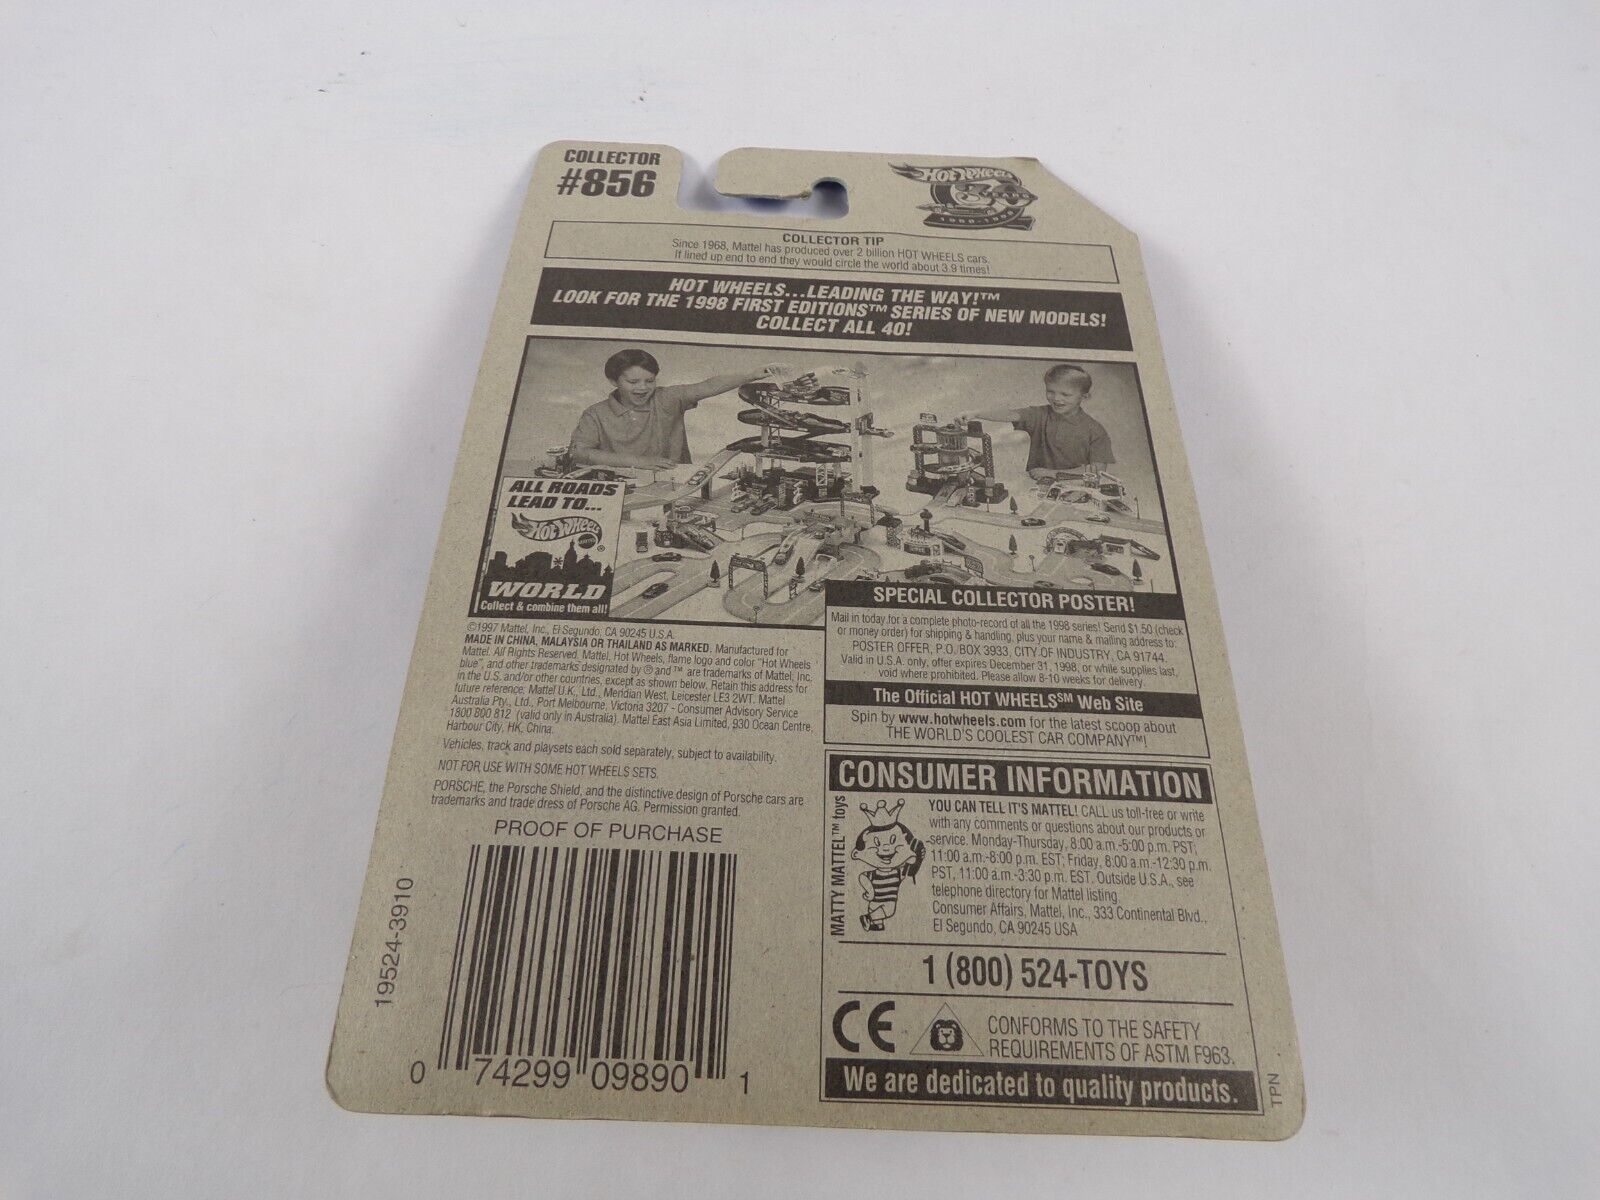 COLLECTOR
#856
HOT WHEELS
30
YEARS
1968-1998
COLLECTOR TIP
Since 1968, Mattel has produced over 2 billion HOT WHEELS cars.
If lined up end to end they would circle the world about 3.9 times!
HOT WHEELS...LEADING THE WAY!™
LOOK FOR THE 1998 FIRST EDITIONS™ SERIES OF NEW MODELS!
COLLECT ALL 40!
ALL ROADS
LEAD TO...
HOT WHEELS
MATTEL
®
WORLD
Collect & combine them all!
©1997 Mattel, Inc., El Segundo, CA 90245 U.S.A.
MADE IN CHINA, MALAYSIA OR THAILAND AS MARKED. Manufactured for
Mattel. All Rights Reserved. Mattel, Hot Wheels, flame logo and color "Hot Wheels
blue", and other trademarks designated by ® and ™ are trademarks of Mattel, Inc.
in the U.S. and/or other countries, except as shown below. Retain this address for
future reference: Mattel U.K., Ltd., Meridian West, Leicester LE3 2WT. Mattel
Australia Pty., Ltd., Port Melbourne, Victoria 3207 - Consumer Advisory Service
1800 800 812 (valid only in Australia). Mattel East Asia Limited, 930 Ocean Centre,
Harbour City, HK, China.
Vehicles, track and playsets each sold separately, subject to availability.
NOT FOR USE WITH SOME HOT WHEELS SETS.
PORSCHE, the Porsche Shield, and the distinctive design of Porsche cars are
trademarks and trade dress of Porsche AG. Permission granted.
PROOF OF PURCHASE
19524-3910
0 74299 09890 1
SPECIAL COLLECTOR POSTER!
Mail in today for a complete photo-record of all the 1998 series! Send $1.50 (check
or money order) for shipping & handling, plus your name & mailing address to:
POSTER OFFER, P.O. BOX 3933, CITY OF INDUSTRY, CA 91744.
Valid in U.S.A. only, offer expires December 31, 1998, or while supplies last,
void where prohibited. Please allow 8-10 weeks for delivery.
The Official HOT WHEELS℠ Web Site
Spin by www.hotwheels.com for the latest scoop about
THE WORLD'S COOLEST CAR COMPANY™!
CONSUMER INFORMATION
MATTY MATTEL™ toys
YOU CAN TELL IT'S MATTEL! CALL us toll-free or write
with any comments or questions about our products or
service. Monday-Thursday, 8:00 a.m.-5:00 p.m. PST;
11:00 a.m.-8:00 p.m. EST; Friday, 8:00 a.m.-12:30 p.m.
PST, 11:00 a.m.-3:30 p.m. EST. Outside U.S.A., see
telephone directory for Mattel listing.
Consumer Affairs, Mattel, Inc., 333 Continental Blvd.,
El Segundo, CA 90245 USA
1 (800) 524-TOYS
CE
CONFORMS TO THE SAFETY
REQUIREMENTS OF ASTM F963.
We are dedicated to quality products.
TPN